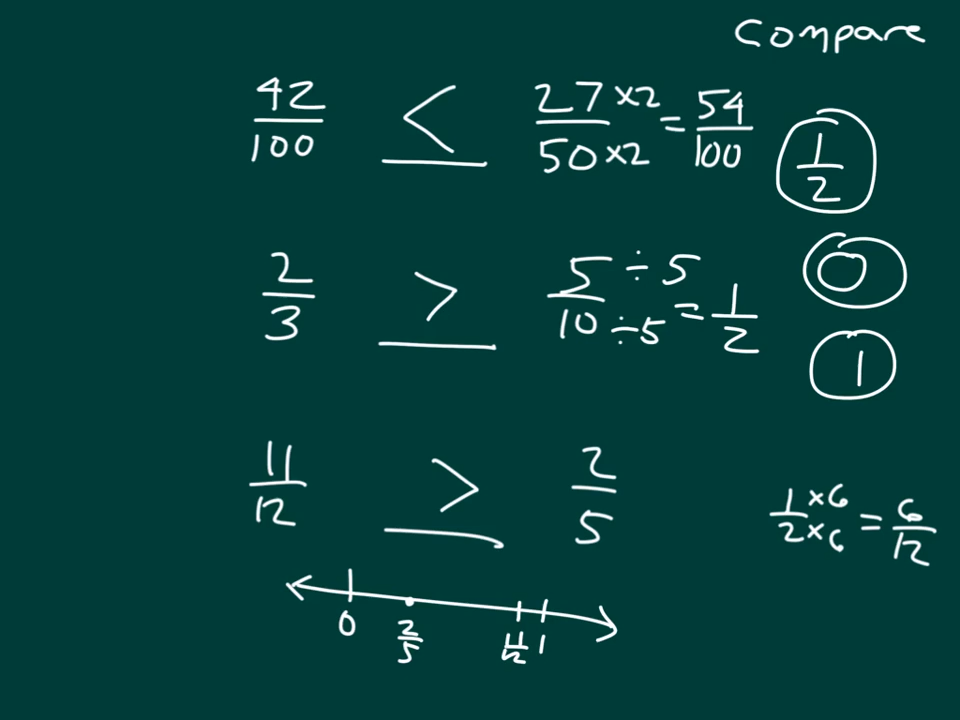 Compare
42/100 < 27×2/50×2 = 54/100
1/2
2/3 > 5÷5/10÷5 = 1/2
0
1
11/12 > 2/5
1×6/2×6 = 6/12
0 2/5 11/12 1